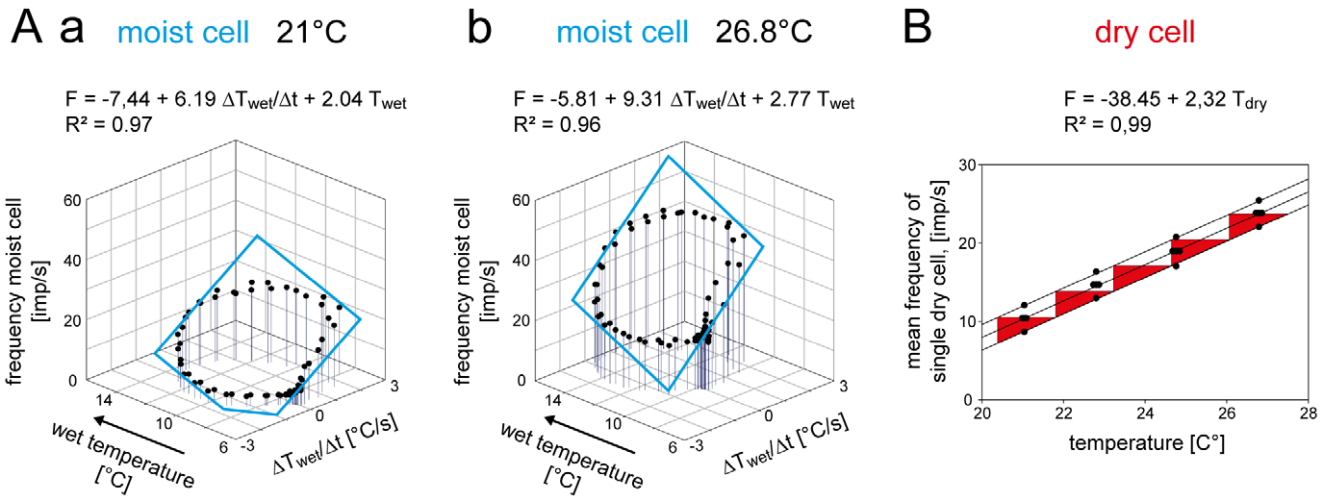 A a moist cell 21°C
F = -7,44 + 6.19 ΔTwet/Δt + 2.04 Twet
R² = 0.97
frequency moist cell
[imp/s]
60
40
20
0
14
10
6
-3
0
3
wet temperature
[°C]
ΔTwet/Δt [°C/s]
b moist cell 26.8°C
F = -5.81 + 9.31 ΔTwet/Δt + 2.77 Twet
R² = 0.96
frequency moist cell
[imp/s]
60
40
20
0
14
10
6
-3
0
3
wet temperature
[°C]
ΔTwet/Δt [°C/s]
B dry cell
F = -38.45 + 2,32 Tdry
R² = 0,99
mean frequency of
single dry cell, [imp/s]
30
20
10
0
20 22 24 26 28
temperature [C°]